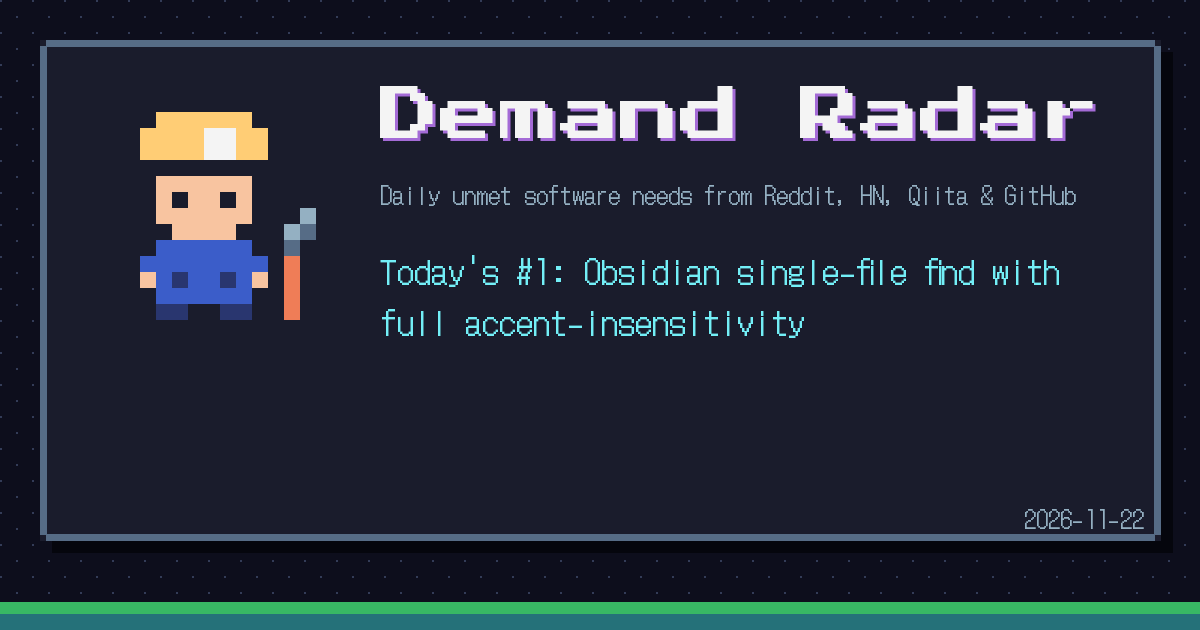 Demand Radar
Daily unmet software needs from Reddit, HN, Qiita & GitHub
Today's #1: Obsidian single-file find with
full accent-insensitivity
2026-11-22